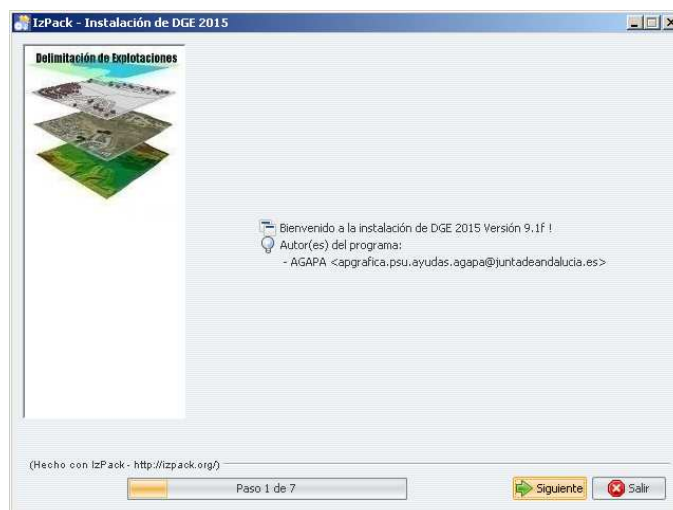 IzPack - Instalación de DGE 2015
Delimitación de Explotaciones
Bienvenido a la instalación de DGE 2015 Versión 9.1f !
Autor(es) del programa:
- AGAPA <apgrafica.psu.ayudas.agapa@juntadeandalucia.es>
(Hecho con IzPack - http://izpack.org/)
Paso 1 de 7
Siguiente
Salir